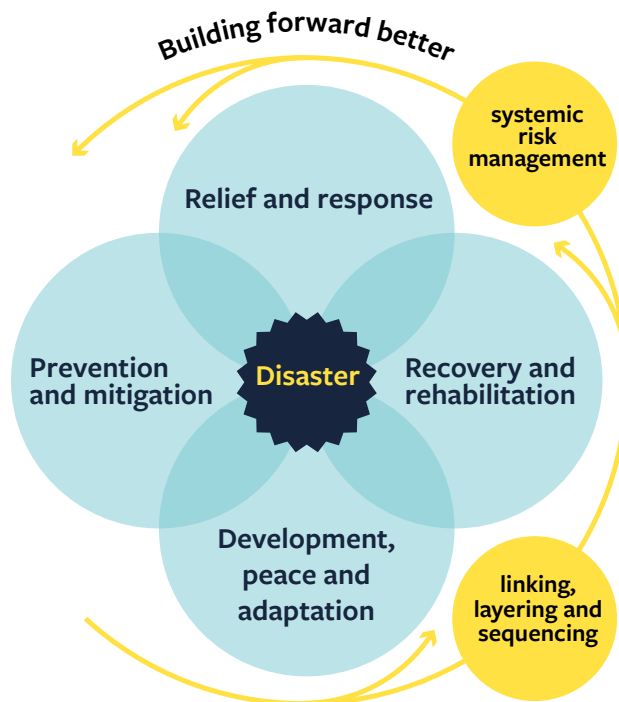 Building forward better
systemic
risk
management
Relief and response
Prevention
and mitigation
Disaster
Recovery and
rehabilitation
Development,
peace and
adaptation
linking,
layering and
sequencing